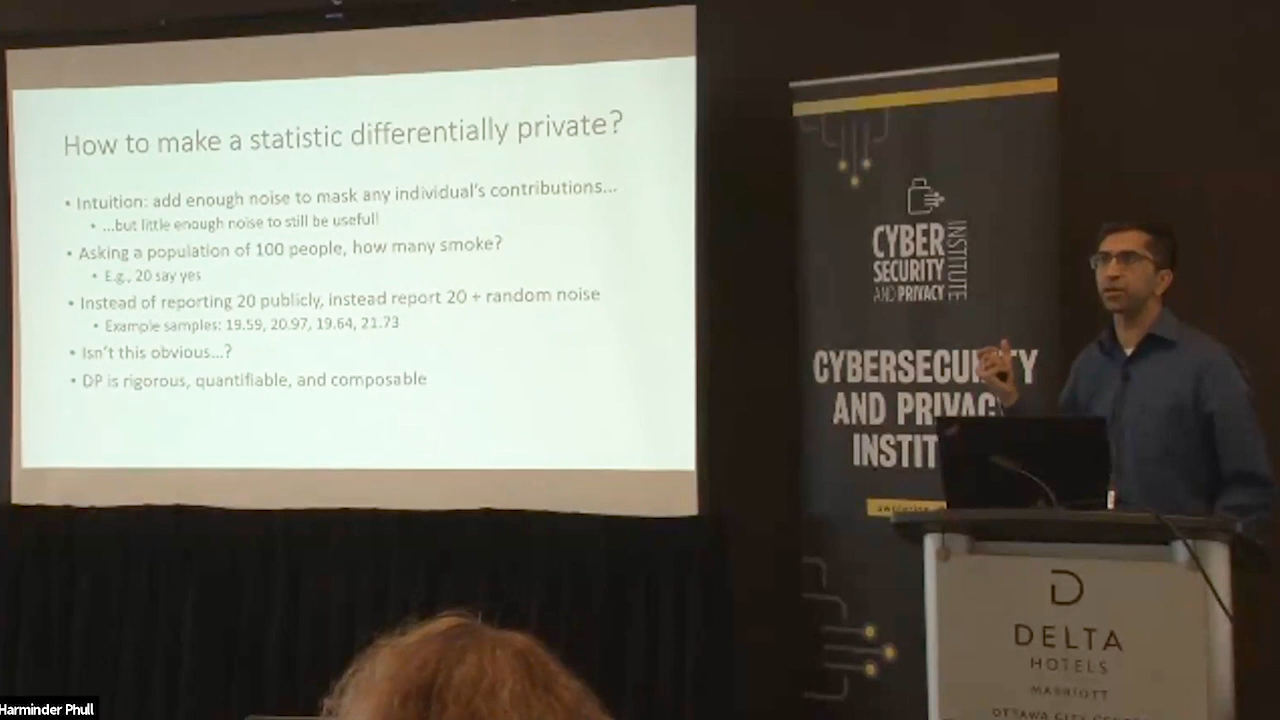 How to make a statistic differentially private?
• Intuition: add enough noise to mask any individual's contributions...
• ...but little enough noise to still be useful!
• Asking a population of 100 people, how many smoke?
• E.g., 20 say yes
• Instead of reporting 20 publicly, instead report 20 + random noise
• Example samples: 19.59, 20.97, 19.64, 21.73
• Isn't this obvious...?
• DP is rigorous, quantifiable, and composable
CYBER
SECURITY
AND PRIVACY
INSTITUTE
CYBERSECU TY
AND PRIVAC
INSTIT
D
DELTA
HOTELS
MARRIOTT
OTTAWA CITY
Harminder Phull